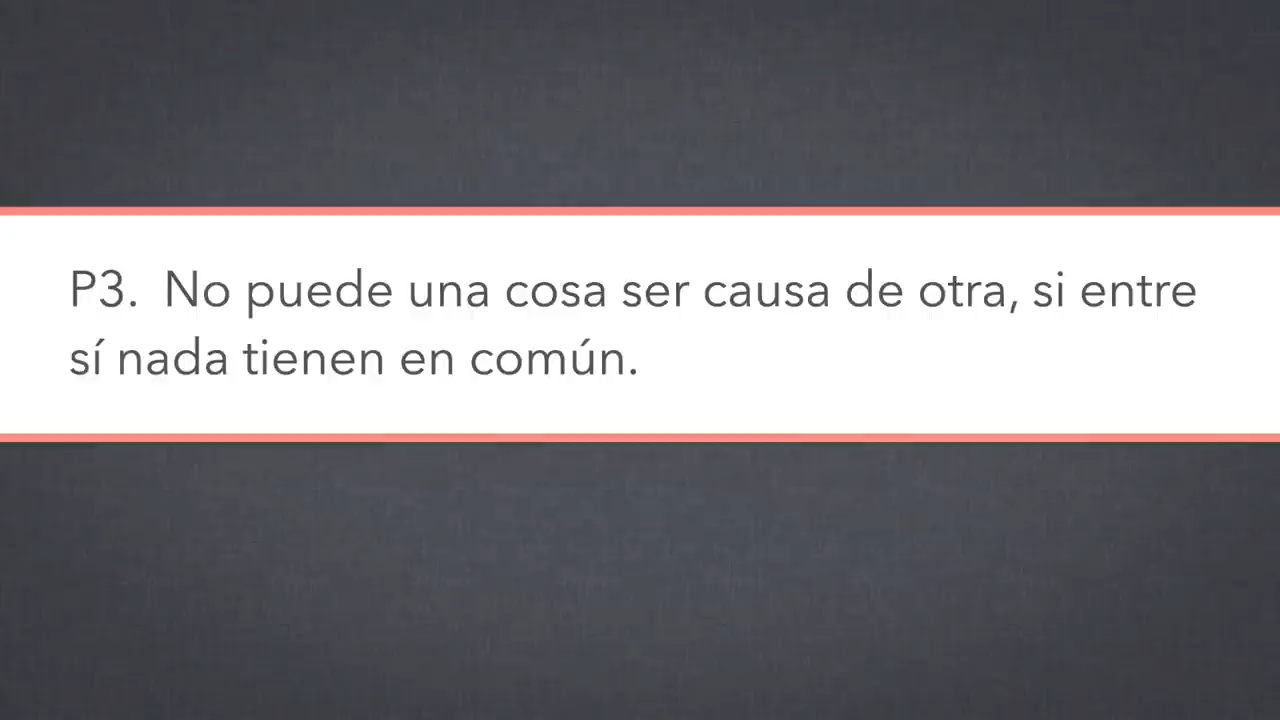 P3. No puede una cosa ser causa de otra, si entre
sí nada tienen en común.